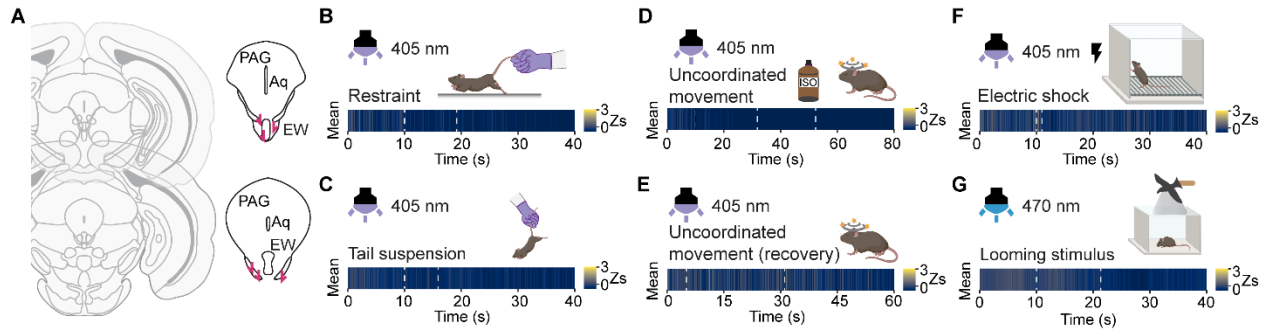 A
PAG
Aq
EW
PAG
Aq
EW
B
405 nm
Restraint
Mean
3
0
Zs
0 10 20 30 40
Time (s)
C
405 nm
Tail suspension
Mean
3
0
Zs
0 10 20 30 40
Time (s)
D
405 nm
Uncoordinated
movement
ISO
Mean
3
0
Zs
0 20 40 60 80
Time (s)
E
405 nm
Uncoordinated
movement (recovery)
Mean
3
0
Zs
0 15 30 45 60
Time (s)
F
405 nm
Electric shock
Mean
3
0
Zs
0 10 20 30 40
Time (s)
G
470 nm
Looming stimulus
Mean
3
0
Zs
0 10 20 30 40
Time (s)